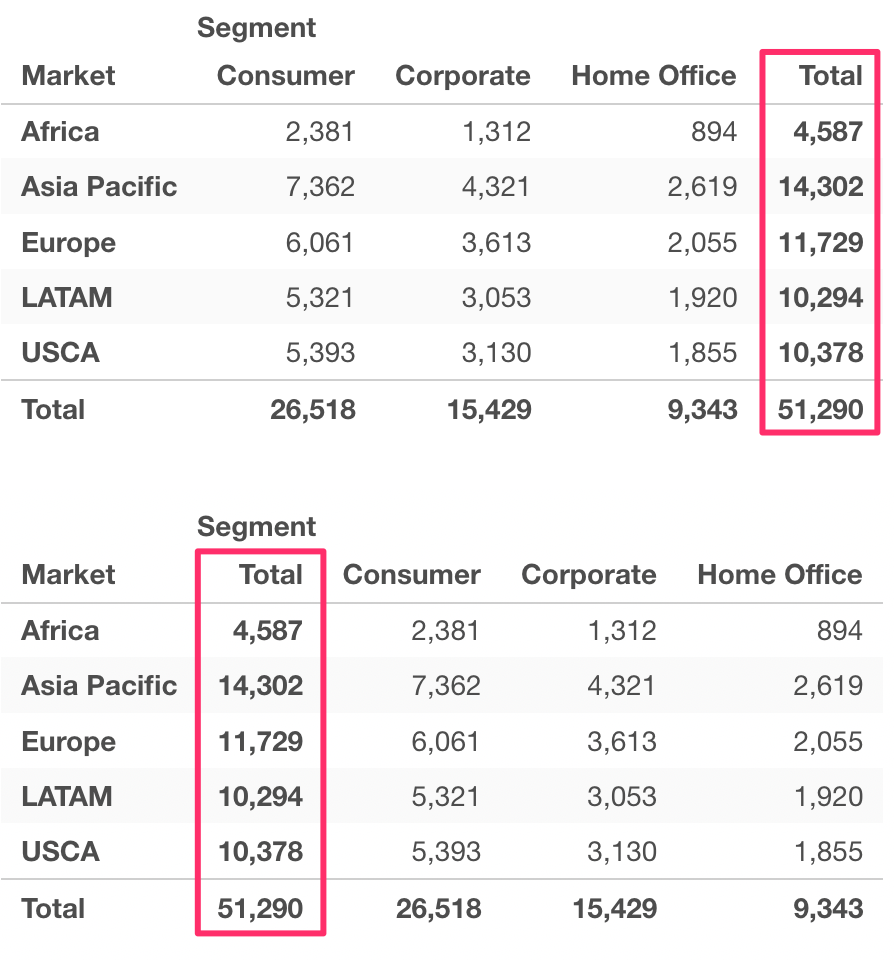 Segment
Market Consumer Corporate Home Office Total
Africa 2,381 1,312 894 4,587
Asia Pacific 7,362 4,321 2,619 14,302
Europe 6,061 3,613 2,055 11,729
LATAM 5,321 3,053 1,920 10,294
USCA 5,393 3,130 1,855 10,378
Total 26,518 15,429 9,343 51,290
Segment
Market Total Consumer Corporate Home Office
Africa 4,587 2,381 1,312 894
Asia Pacific 14,302 7,362 4,321 2,619
Europe 11,729 6,061 3,613 2,055
LATAM 10,294 5,321 3,053 1,920
USCA 10,378 5,393 3,130 1,855
Total 51,290 26,518 15,429 9,343